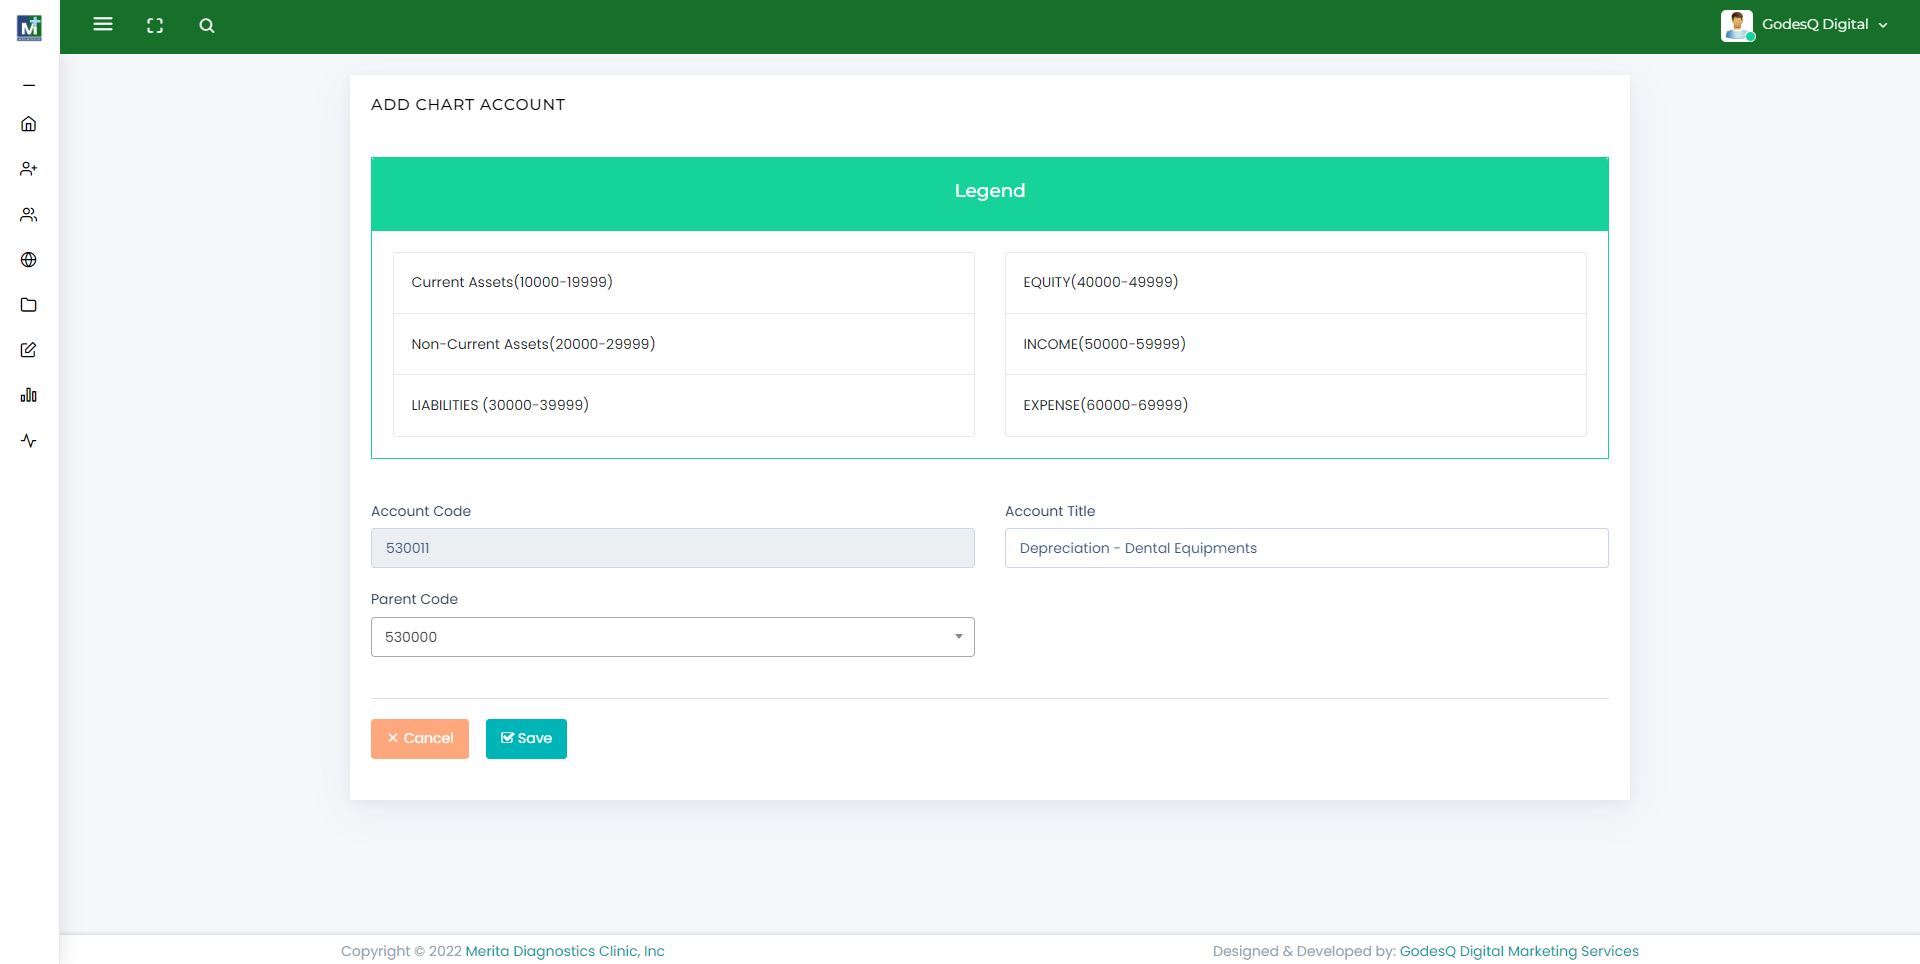 M
GodesQ Digital
ADD CHART ACCOUNT
Legend
Current Assets(10000-19999)
EQUITY(40000-49999)
Non-Current Assets(20000-29999)
INCOME(50000-59999)
LIABILITIES (30000-39999)
EXPENSE(60000-69999)
Account Code
Account Title
530011
Depreciation - Dental Equipments
Parent Code
530000
Cancel
Save
Copyright © 2022 Merita Diagnostics Clinic, Inc
Designed & Developed by: GodesQ Digital Marketing Services